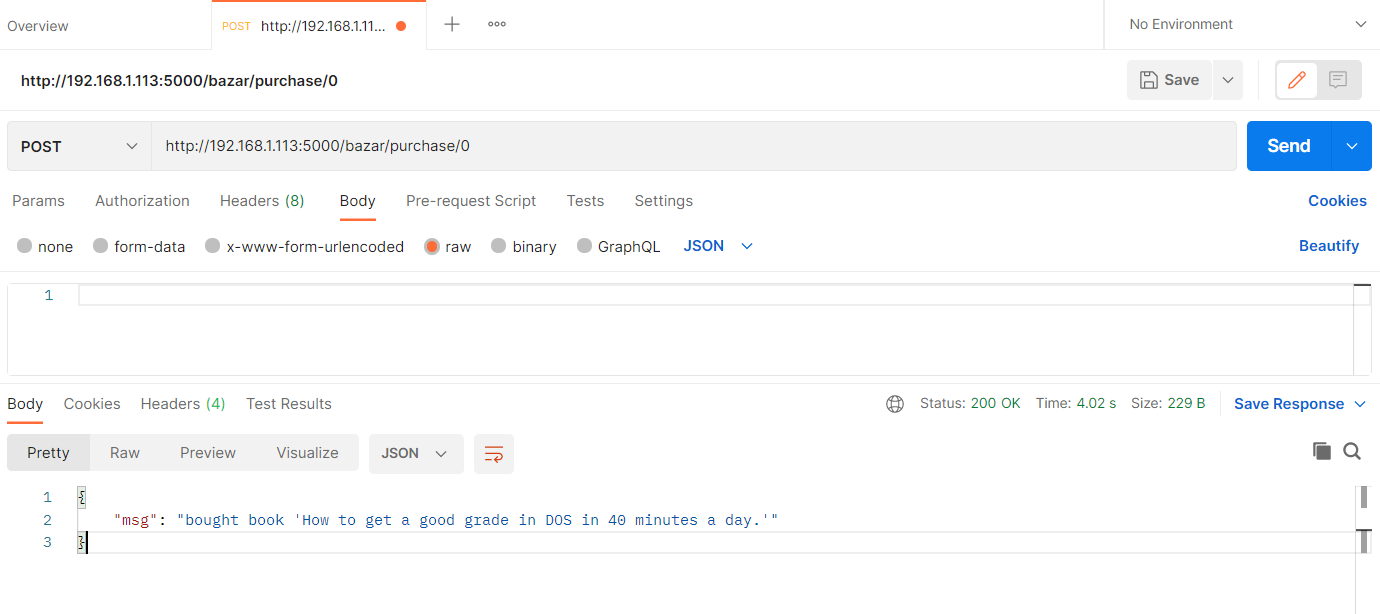 Overview
POST http://192.168.1.11...
No Environment
http://192.168.1.113:5000/bazar/purchase/0
Save
POST
http://192.168.1.113:5000/bazar/purchase/0
Send
Params Authorization Headers (8) Body Pre-request Script Tests Settings Cookies
none form-data x-www-form-urlencoded raw binary GraphQL JSON Beautify
1
Body Cookies Headers (4) Test Results Status: 200 OK Time: 4.02 s Size: 229 B Save Response
Pretty Raw Preview Visualize JSON
1 {
2 "msg": "bought book 'How to get a good grade in DOS in 40 minutes a day.'"
3 }